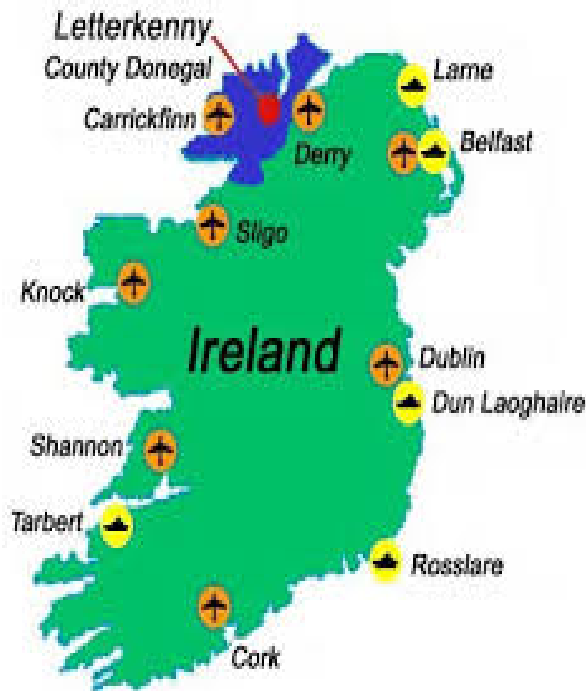 Letterkenny
County Donegal
Carrickfinn
Larne
Derry
Belfast
Sligo
Knock
Ireland
Dublin
Dun Laoghaire
Shannon
Tarbert
Rosslare
Cork